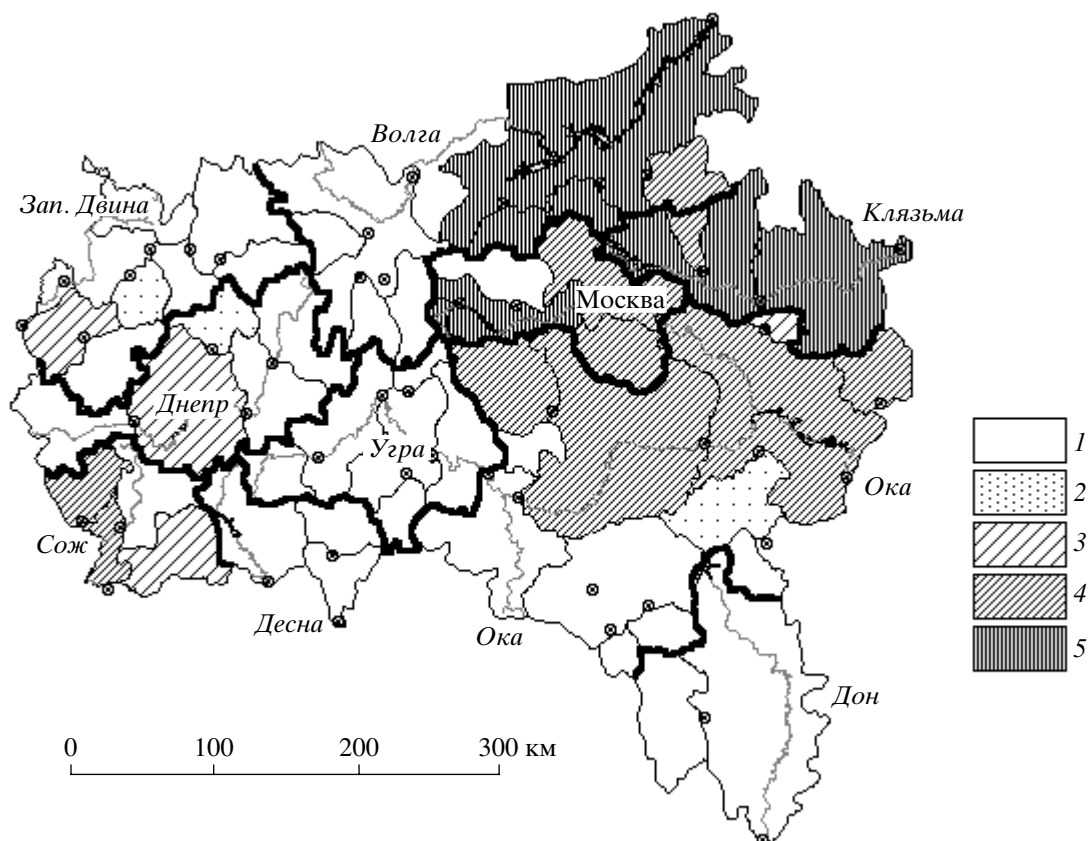 Волга
Зап. Двина
Клязьма
Москва
Днепр
1
Угра
2
Ока
3
Сож
4
Десна
Ока
5
Дон
0 100 200 300 км